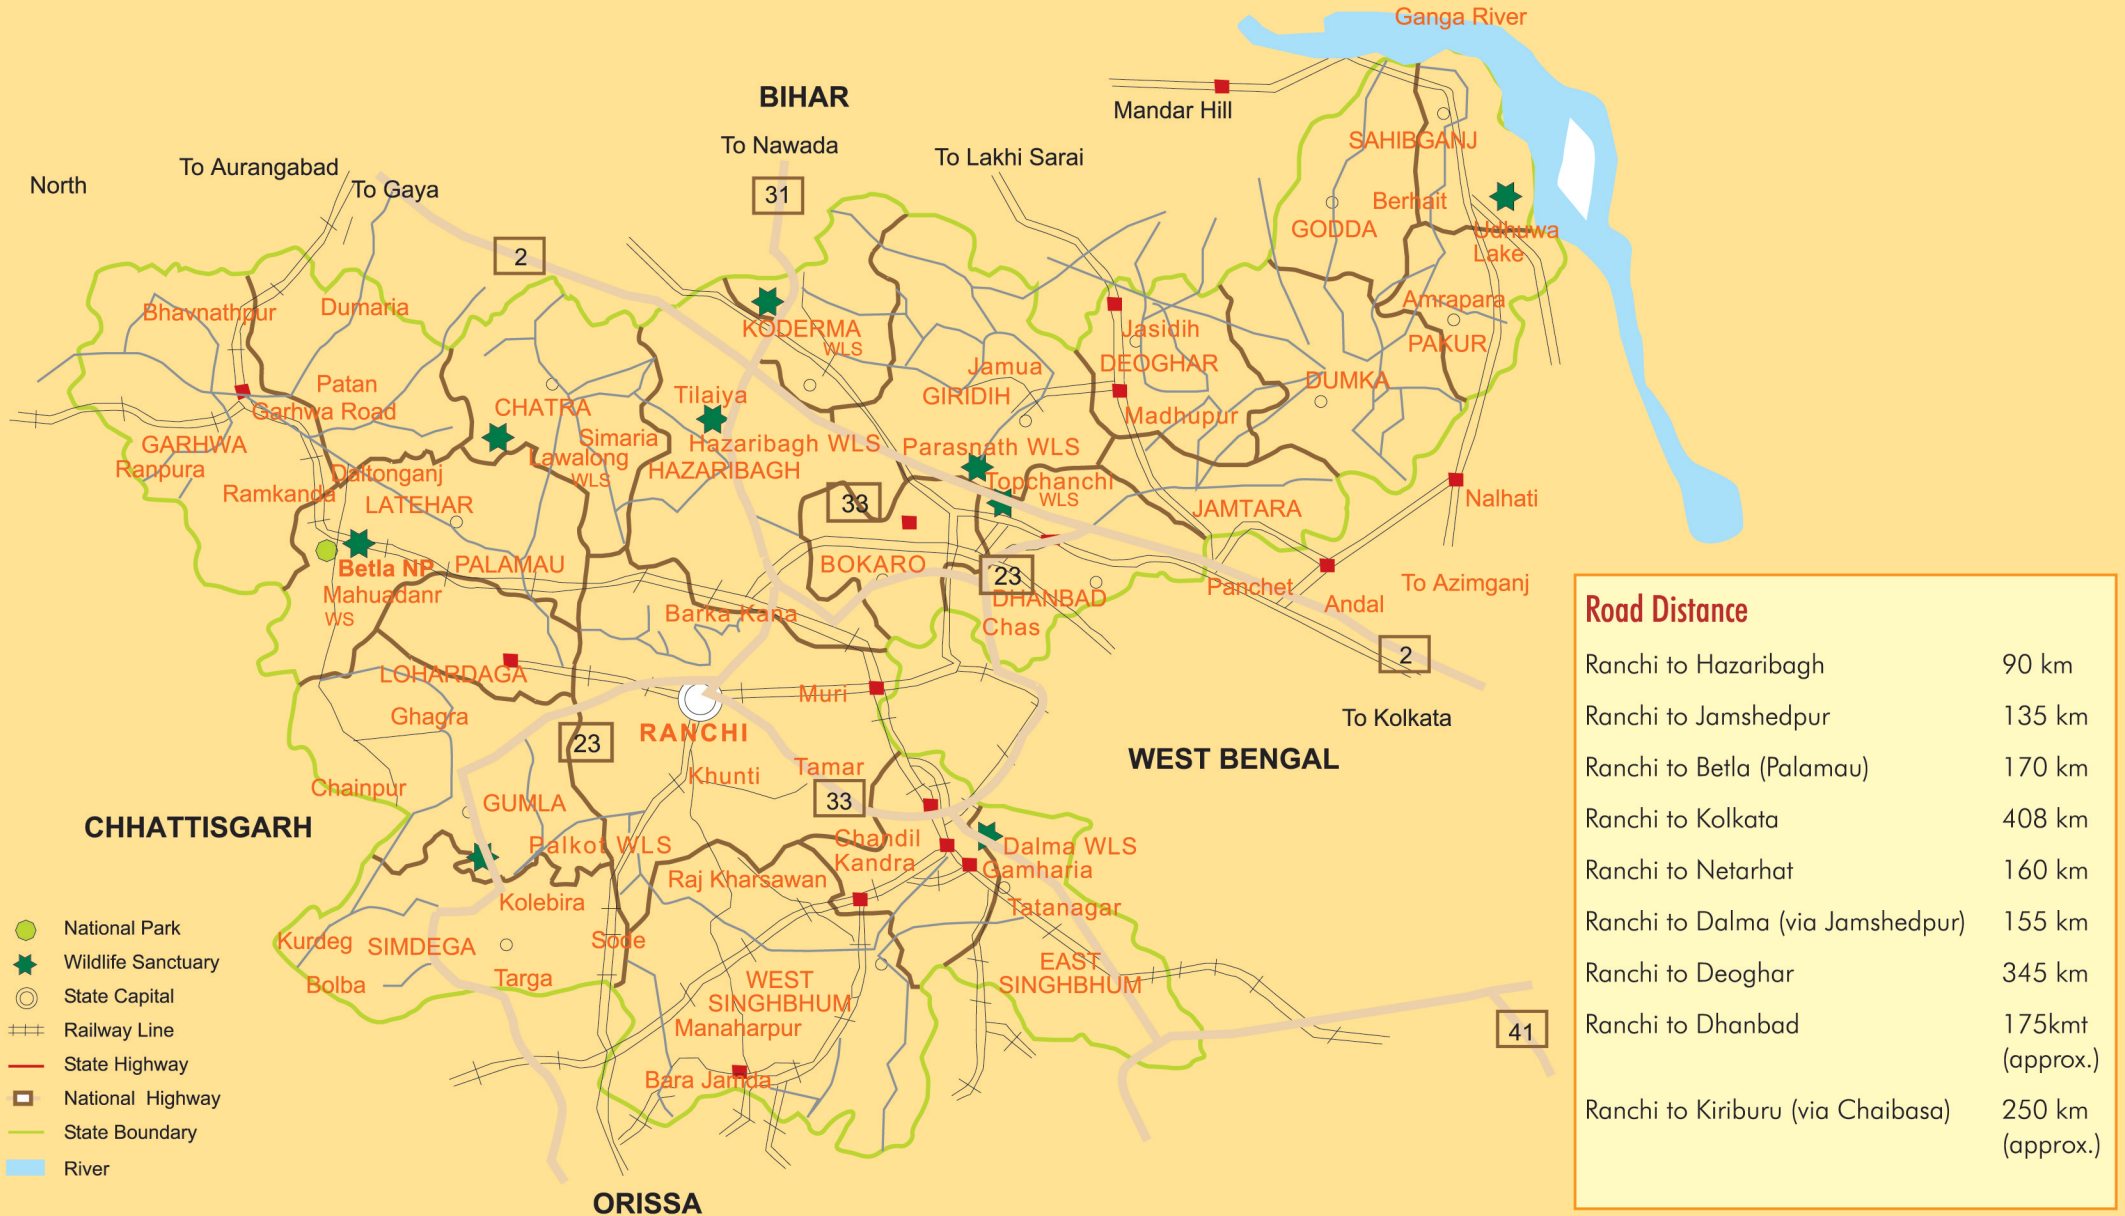 Ganga River
BIHAR
Mandar Hill
To Nawada
To Lakhi Sarai
SAHIBGANJ
To Aurangabad
To Gaya
North
31
Berhait
GODDA
Udhuwa
Lake
2
Bhavnathpur
Dumaria
KODERMA
WLS
Jasidih
Amrapara
PAKUR
DEOGHAR
Jamua
GIRIDIH
DUMKA
Patan
Garhwa Road
CHATRA
Tilaiya
Madhupur
GARHWA
Simaria
Hazaribagh WLS
Parasnath WLS
Ranpura
Daltonganj
Lawalong
WLS
HAZARIBAGH
Topchanchi
WLS
Ramkanda
LATEHAR
33
JAMTARA
Nalhati
Betla NP
PALAMAU
BOKARO
23
Panchet
To Azimganj
Mahuadanr
WS
Barka Kana
DHANBAD
Andal
Chas
2
LOHARDAGA
Muri
Ghagra
23
RANCHI
To Kolkata
WEST BENGAL
Khunti
Tamar
Chainpur
GUMLA
33
CHHATTISGARH
Palkot WLS
Chandil
Kandra
Dalma WLS
Gamharia
Raj Kharsawan
Kolebira
Tatanagar
Kurdeg
SIMDEGA
Sode
Bolba
Targa
WEST
SINGHBHUM
EAST
SINGHBHUM
Manaharpur
41
Bara Jamda
ORISSA
National Park
Wildlife Sanctuary
State Capital
Railway Line
State Highway
National Highway
State Boundary
River
Road Distance
Ranchi to Hazaribagh 90 km
Ranchi to Jamshedpur 135 km
Ranchi to Betla (Palamau) 170 km
Ranchi to Kolkata 408 km
Ranchi to Netarhat 160 km
Ranchi to Dalma (via Jamshedpur) 155 km
Ranchi to Deoghar 345 km
Ranchi to Dhanbad 175kmt
(approx.)
Ranchi to Kiriburu (via Chaibasa) 250 km
(approx.)